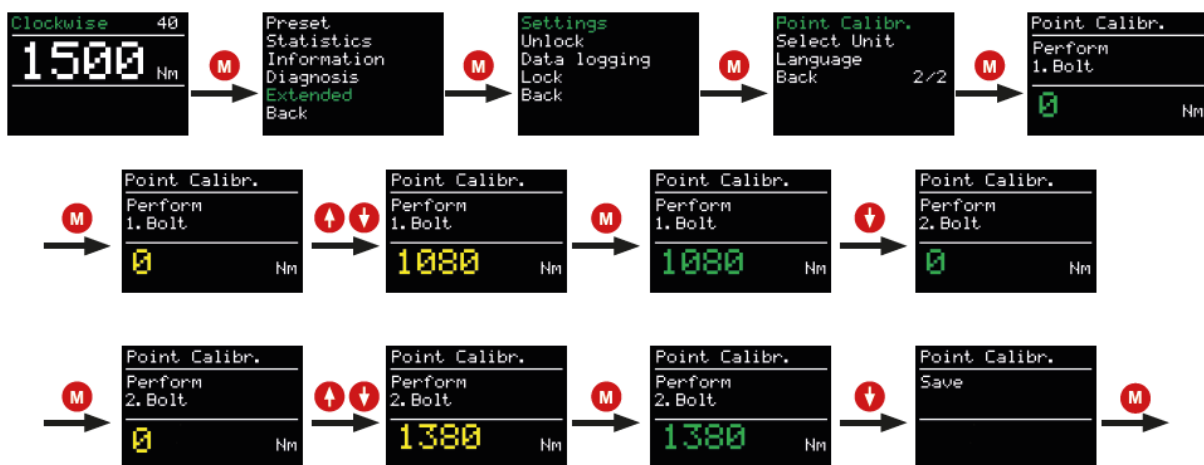 Clockwise 40
1500 Nm
M
Preset
Statistics
Information
Diagnosis
Extended
Back
M
Settings
Unlock
Data logging
Lock
Back
M
Point Calibr.
Select Unit
Language
Back 2/2
M
Point Calibr.
Perform
1.Bolt
0 Nm
M
Point Calibr.
Perform
1.Bolt
0 Nm
Point Calibr.
Perform
1.Bolt
1080 Nm
M
Point Calibr.
Perform
1.Bolt
1080 Nm
Point Calibr.
Perform
2.Bolt
0 Nm
M
Point Calibr.
Perform
2.Bolt
0 Nm
Point Calibr.
Perform
2.Bolt
1380 Nm
M
Point Calibr.
Perform
2.Bolt
1380 Nm
Point Calibr.
Save
M